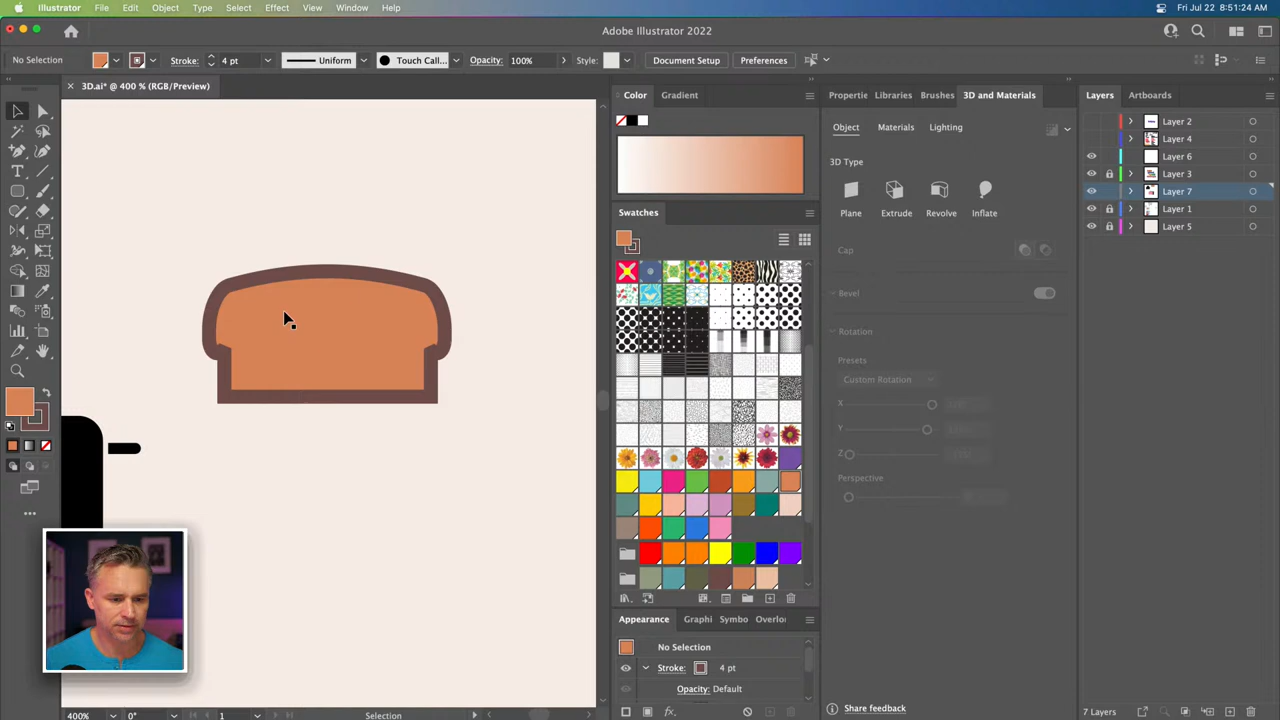 Illustrator File Edit Object Type Select Effect View Window Help Fri Jul 22 8:51:24 AM
Adobe Illustrator 2022
No Selection Stroke: 4 pt Uniform Touch Call... Opacity: 100% Style: Document Setup Preferences
3D.ai* @ 400 % (RGB/Preview)
Color Gradient
Swatches
Appearance Graphi Symbo Overlo
No Selection
Stroke: 4 pt
Opacity: Default
Propertie Libraries Brushes 3D and Materials
Object Materials Lighting
3D Type
Plane Extrude Revolve Inflate
Cap
Bevel
Rotation
Presets
Custom Rotation
X
Y
Z
Perspective
Share feedback
Layers Artboards
Layer 2
Layer 4
Layer 6
Layer 3
Layer 7
Layer 1
Layer 5
7 Layers
400% 0° 1 Selection